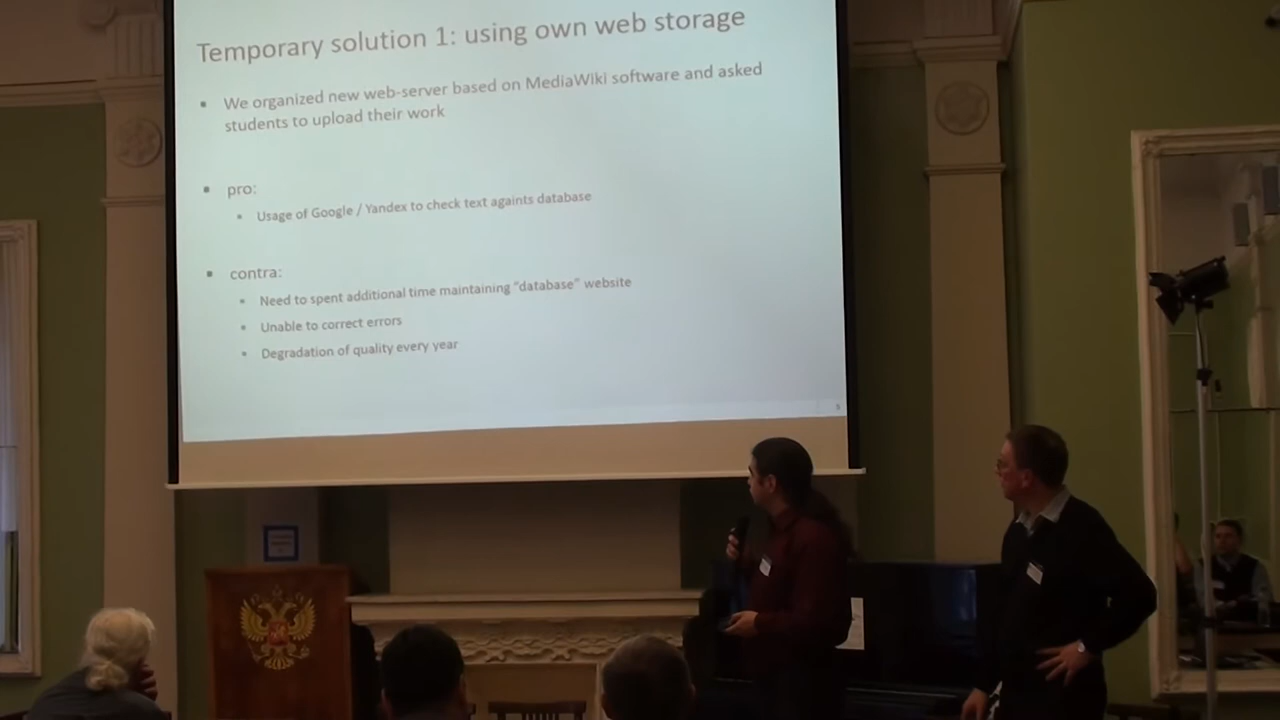 Temporary solution 1: using own web storage
▪ We organized new web-server based on MediaWiki software and asked
students to upload their work
▪ pro:
▪ Usage of Google / Yandex to check text againts database
▪ contra:
▪ Need to spent additional time maintaining "database" website
▪ Unable to correct errors
▪ Degradation of quality every year
5